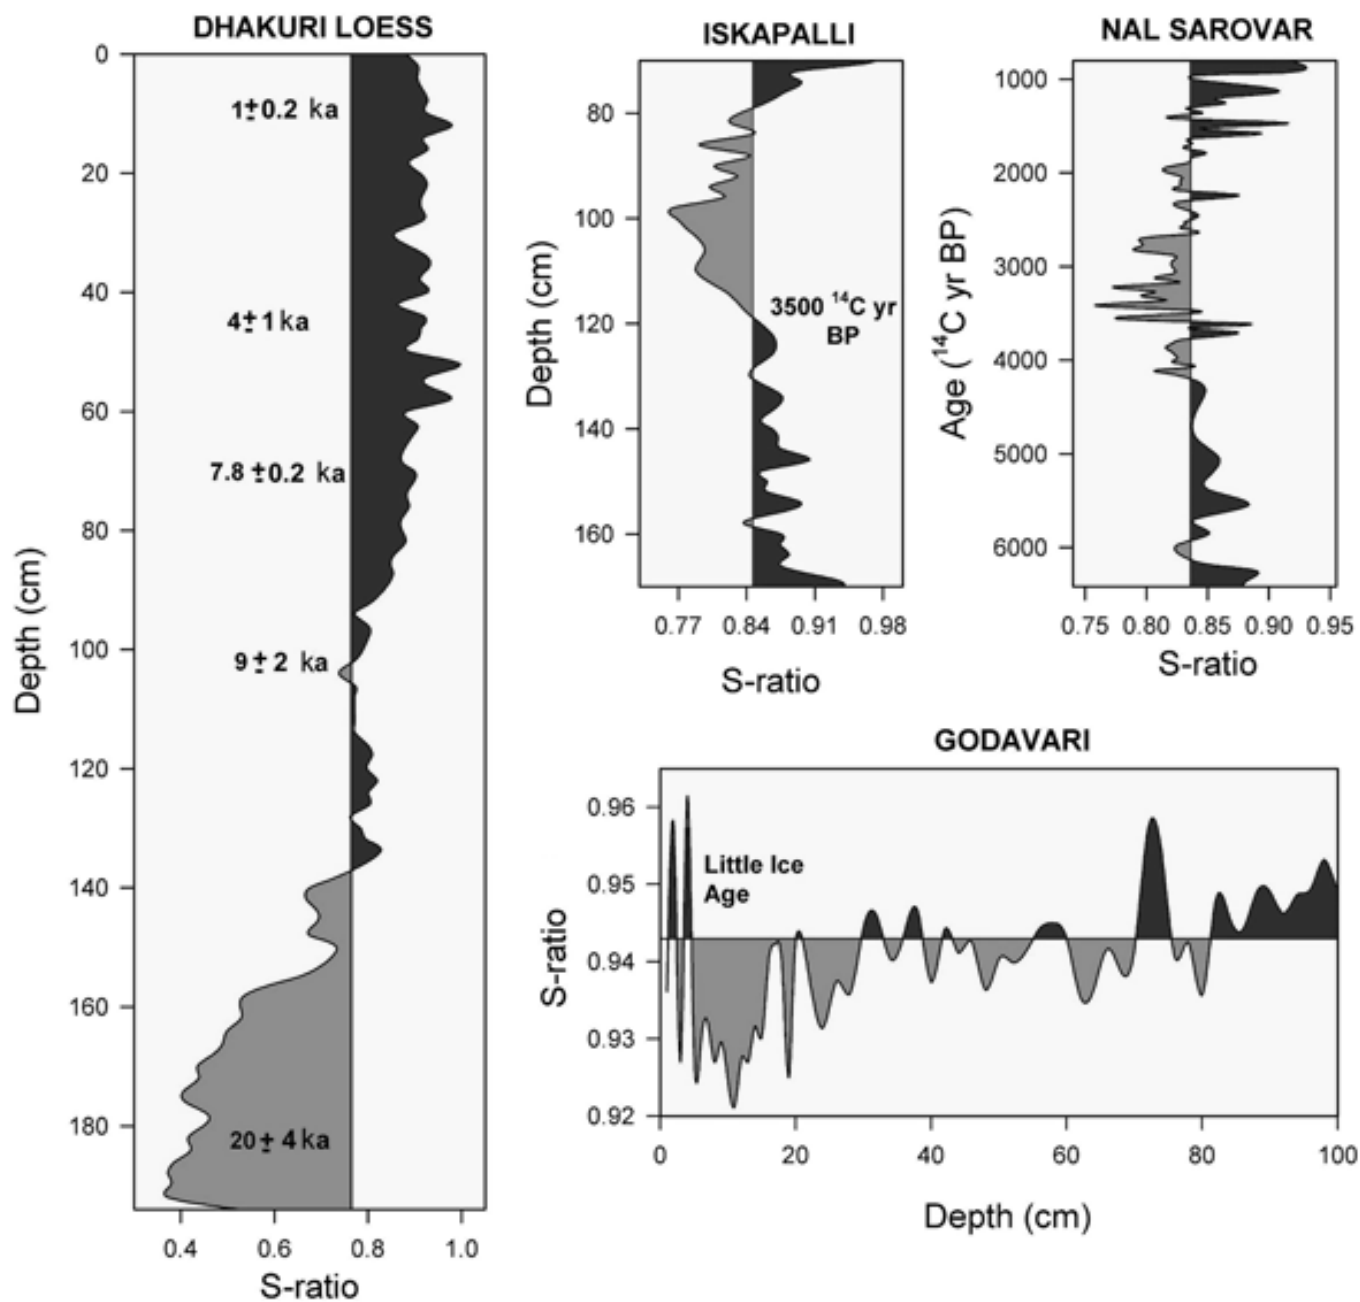 DHAKURI LOESS
0
20
40
60
80
100
120
140
160
180
Depth (cm)
1±0.2 ka
4±1 ka
7.8±0.2 ka
9±2 ka
20±4 ka
0.4 0.6 0.8 1.0
S-ratio
ISKAPALLI
80
100
120
140
160
Depth (cm)
3500 ¹⁴C yr
BP
0.77 0.84 0.91 0.98
S-ratio
NAL SAROVAR
1000
2000
3000
4000
5000
6000
Age (¹⁴C yr BP)
0.75 0.80 0.85 0.90 0.95
S-ratio
GODAVARI
0.96
0.95
0.94
0.93
0.92
S-ratio
Little Ice
Age
0 20 40 60 80 100
Depth (cm)